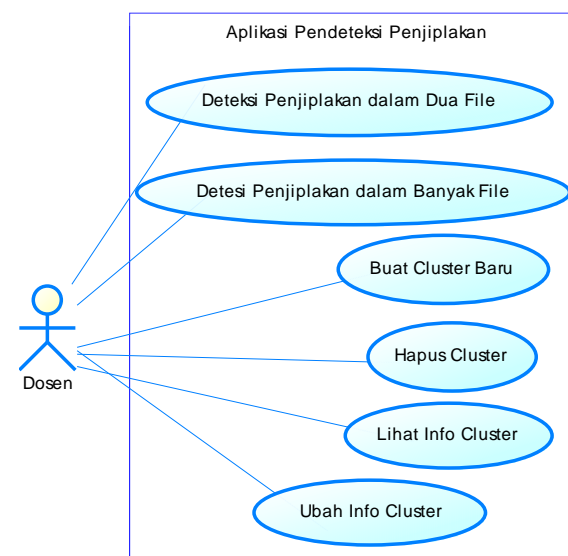 Aplikasi Pendeteksi Penjiplakan
Deteksi Penjiplakan dalam Dua File
Detesi Penjiplakan dalam Banyak File
Buat Cluster Baru
Hapus Cluster
Dosen
Lihat Info Cluster
Ubah Info Cluster